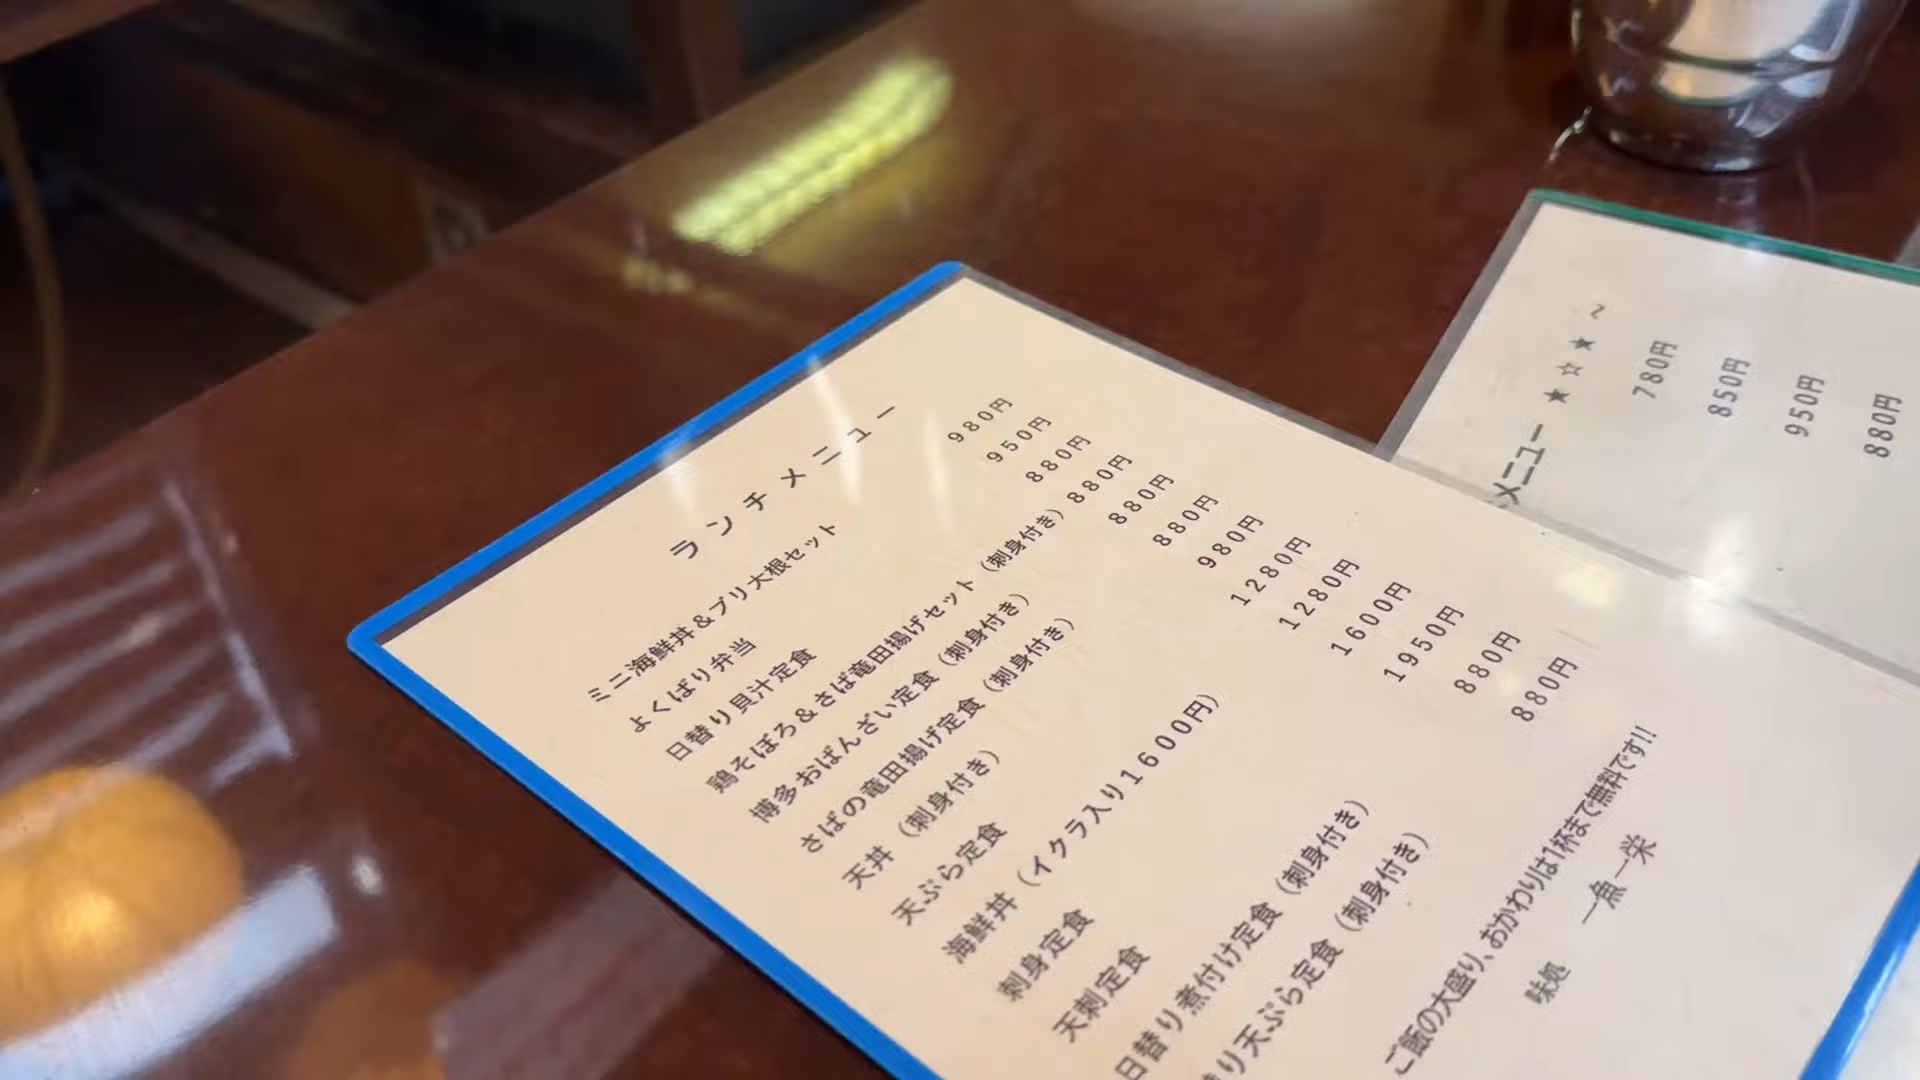 ランチメニュー
ミニ海鮮丼&ブリ大根セット 980円
よくばり弁当 950円
日替り貝汁定食 880円
鶏そぼろ&さば竜田揚げセット(刺身付き)880円
博多おばんざい定食(刺身付き) 880円
さばの竜田揚げ定食(刺身付き) 880円
天丼(刺身付き) 980円
天ぷら定食 1280円
海鮮丼(イクラ入り1600円) 1280円
刺身定食 1600円
天刺定食 1950円
日替り煮付け定食(刺身付き) 880円
り天ぷら定食(刺身付き) 880円
ご飯の大盛り、おかわりは1杯まで無料です!!
味処 一魚一栄
メニュー ★☆★~
780円
850円
950円
880円